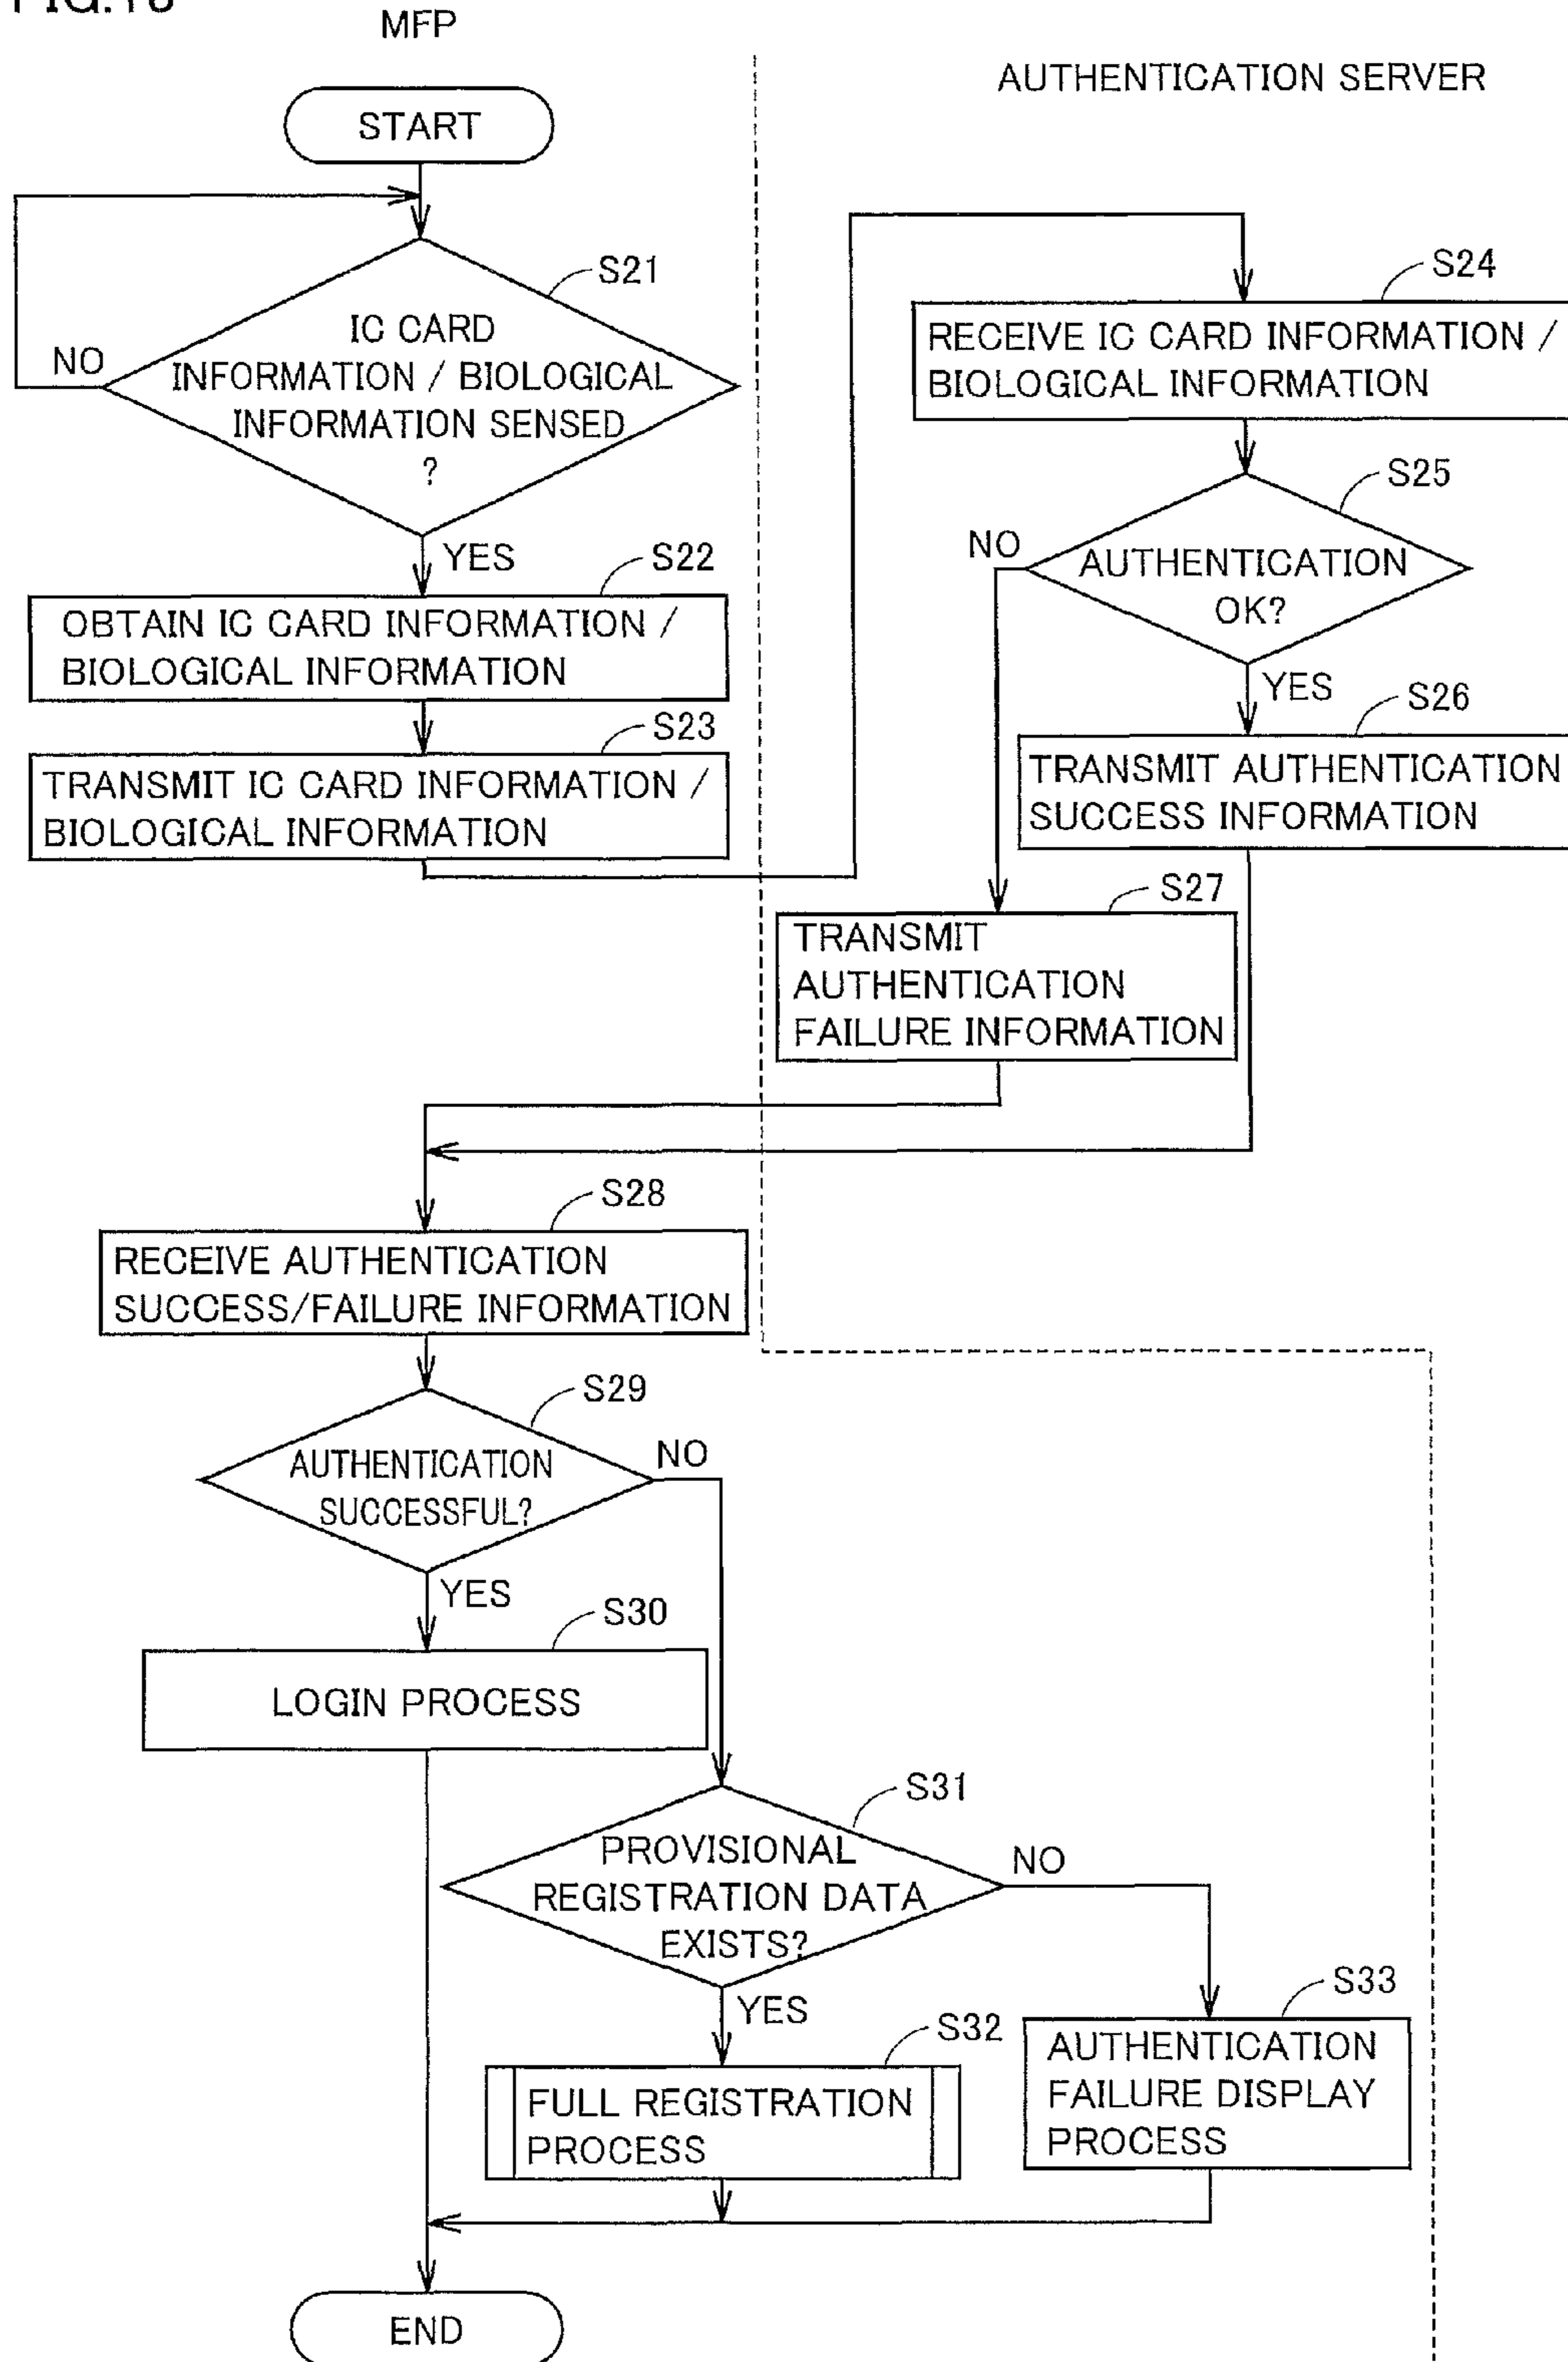 MFP
AUTHENTICATION SERVER
START
S21
IC CARD
INFORMATION / BIOLOGICAL
INFORMATION SENSED
?
NO
YES
S22
OBTAIN IC CARD INFORMATION /
BIOLOGICAL INFORMATION
S23
TRANSMIT IC CARD INFORMATION /
BIOLOGICAL INFORMATION
S24
RECEIVE IC CARD INFORMATION /
BIOLOGICAL INFORMATION
S25
AUTHENTICATION
OK?
NO
YES
S26
TRANSMIT AUTHENTICATION
SUCCESS INFORMATION
S27
TRANSMIT
AUTHENTICATION
FAILURE INFORMATION
S28
RECEIVE AUTHENTICATION
SUCCESS/FAILURE INFORMATION
S29
AUTHENTICATION
SUCCESSFUL?
NO
YES
S30
LOGIN PROCESS
S31
PROVISIONAL
REGISTRATION DATA
EXISTS?
NO
YES
S32
FULL REGISTRATION
PROCESS
S33
AUTHENTICATION
FAILURE DISPLAY
PROCESS
END